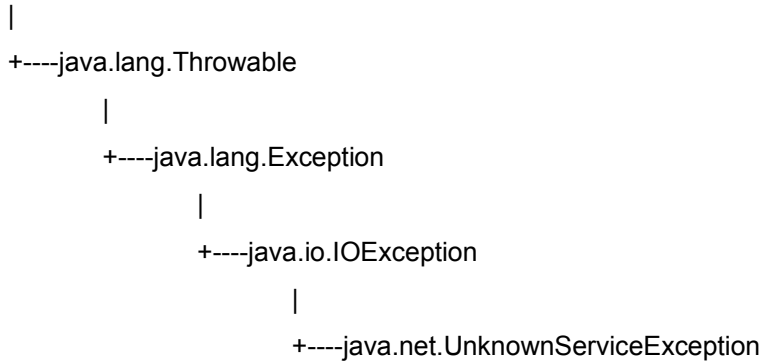 |
+----java.lang.Throwable
|
+----java.lang.Exception
|
+----java.io.IOException
|
+----java.net.UnknownServiceException